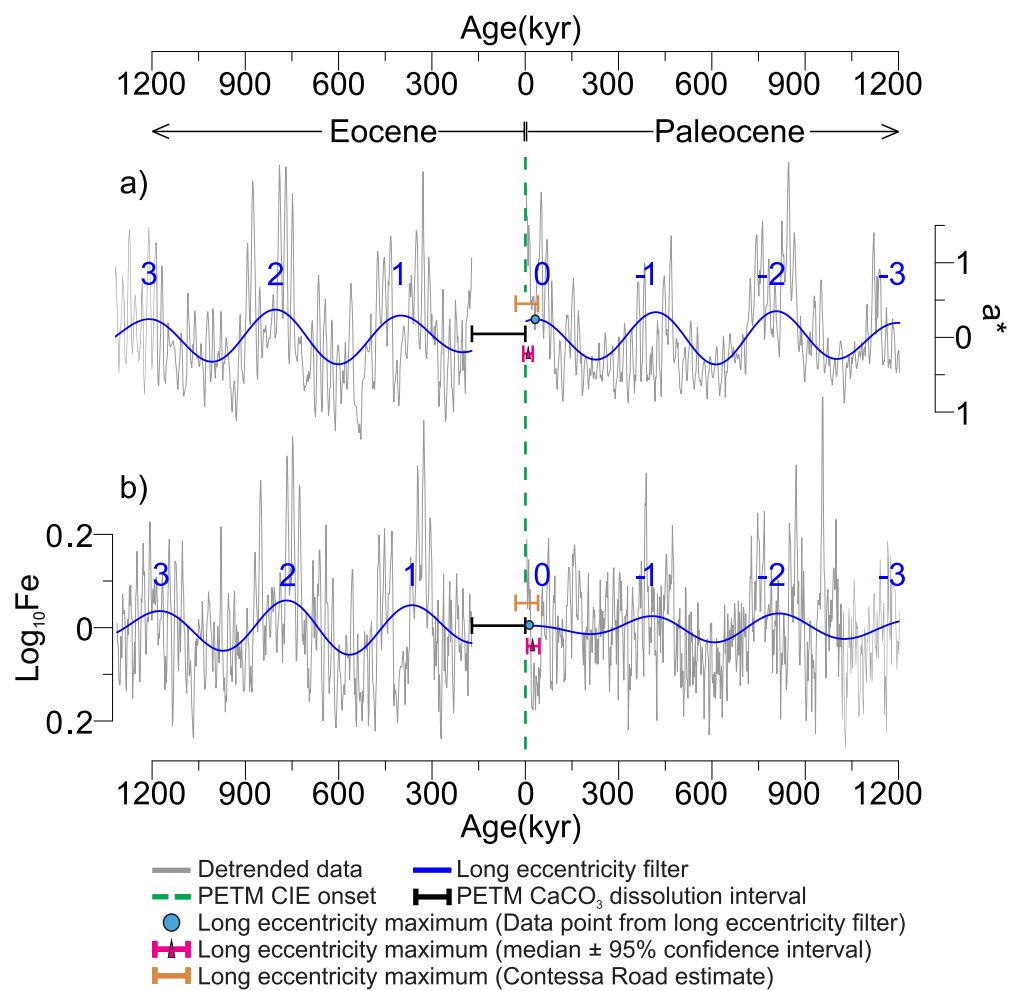 Age(kyr)
1200 900 600 300 0 300 600 900 1200
Eocene Paleocene
a)
3 2 1 0 -1 -2 -3
1
0
1
a*
b)
3 2 1 0 -1 -2 -3
0.2
0
0.2
Log₁₀Fe
1200 900 600 300 0 300 600 900 1200
Age(kyr)
Detrended data Long eccentricity filter
PETM CIE onset PETM CaCO₃ dissolution interval
Long eccentricity maximum (Data point from long eccentricity filter)
Long eccentricity maximum (median ± 95% confidence interval)
Long eccentricity maximum (Contessa Road estimate)